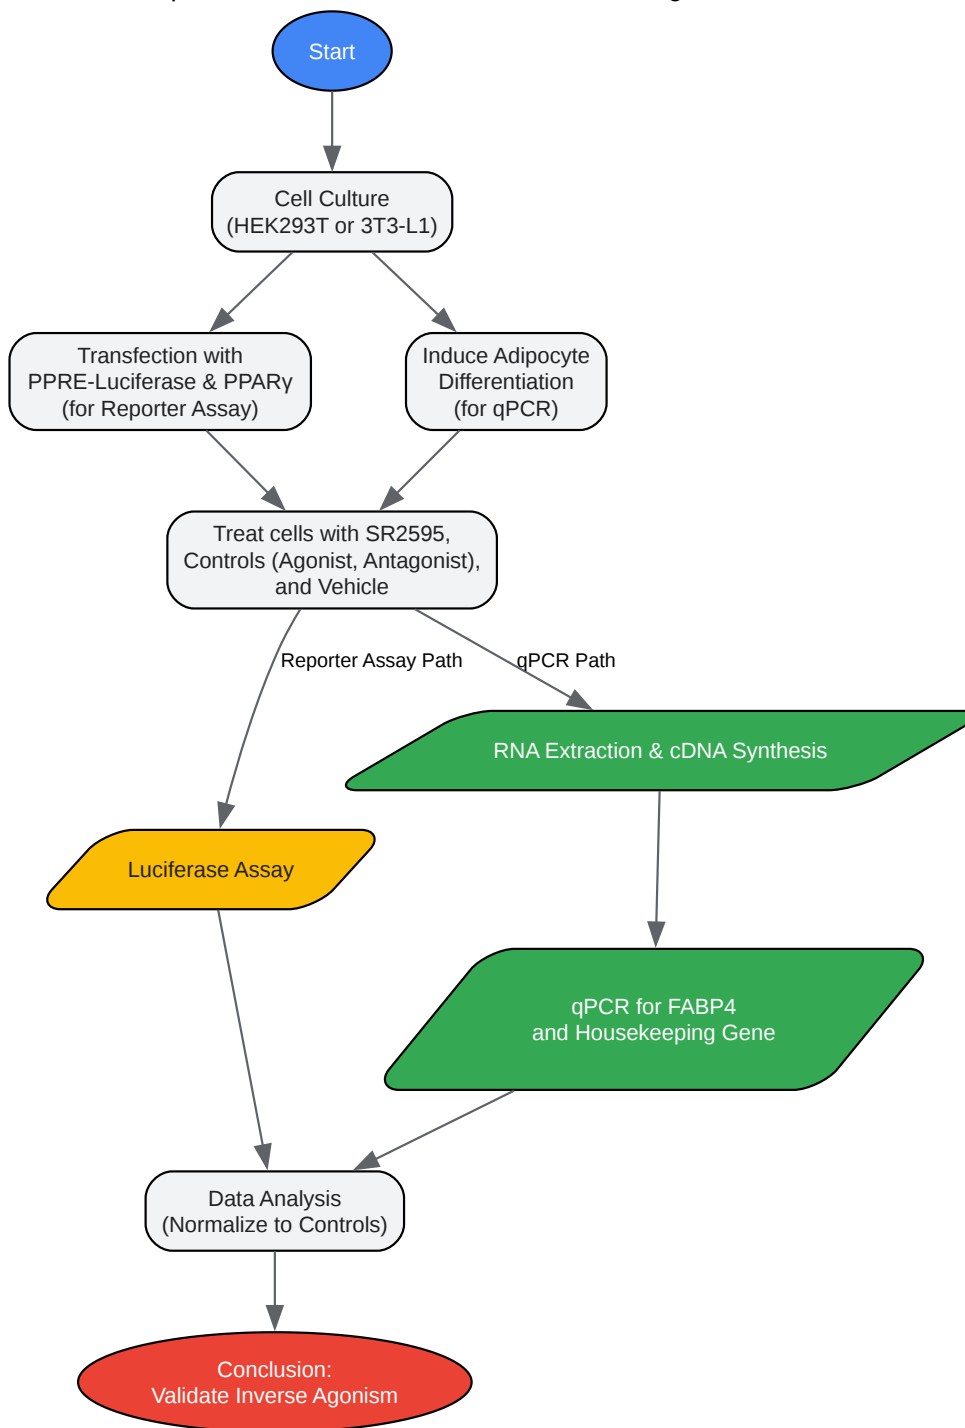 Start
Cell Culture
(HEK293T or 3T3-L1)
Transfection with
PPRE-Luciferase & PPARγ
(for Reporter Assay)
Induce Adipocyte
Differentiation
(for qPCR)
Treat cells with SR2595,
Controls (Agonist, Antagonist),
and Vehicle
Reporter Assay Path
qPCR Path
RNA Extraction & cDNA Synthesis
Luciferase Assay
qPCR for FABP4
and Housekeeping Gene
Data Analysis
(Normalize to Controls)
Conclusion:
Validate Inverse Agonism